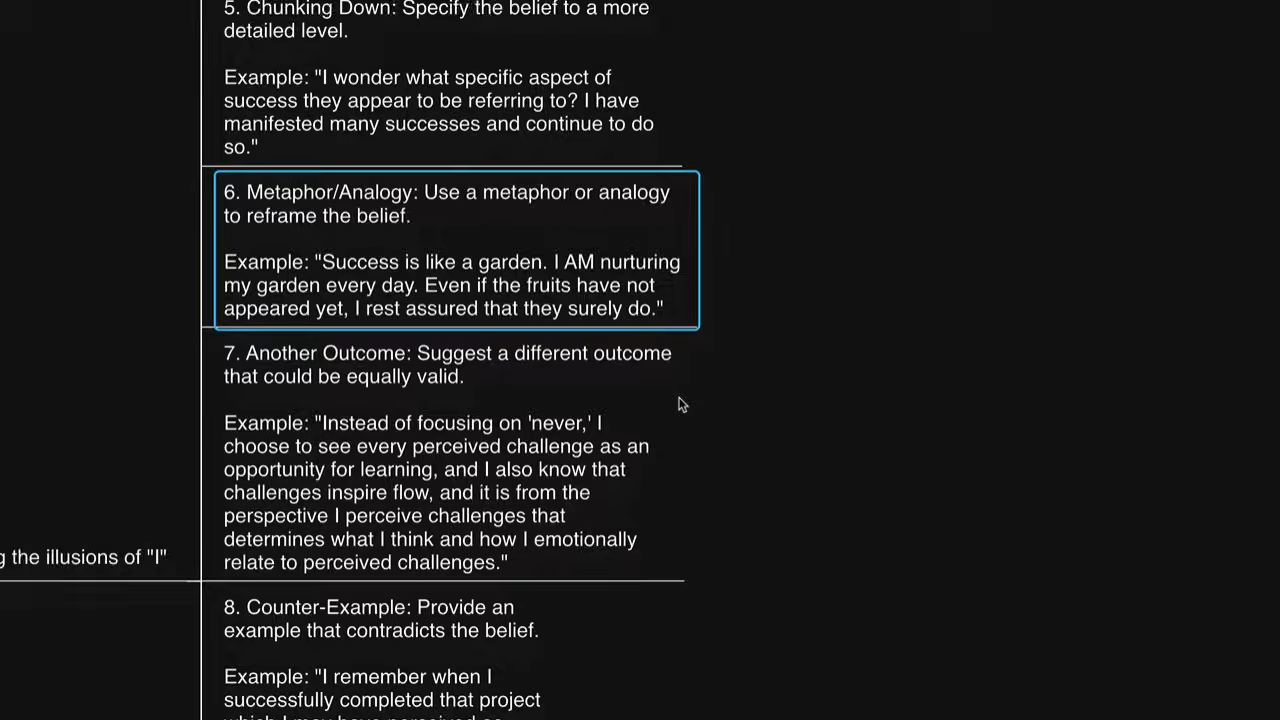 5. Chunking Down: Specify the belief to a more
detailed level.
Example: "I wonder what specific aspect of
success they appear to be referring to? I have
manifested many successes and continue to do
so."
6. Metaphor/Analogy: Use a metaphor or analogy
to reframe the belief.
Example: "Success is like a garden. I AM nurturing
my garden every day. Even if the fruits have not
appeared yet, I rest assured that they surely do."
7. Another Outcome: Suggest a different outcome
that could be equally valid.
Example: "Instead of focusing on 'never,' I
choose to see every perceived challenge as an
opportunity for learning, and I also know that
challenges inspire flow, and it is from the
perspective I perceive challenges that
determines what I think and how I emotionally
relate to perceived challenges."
g the illusions of "I"
8. Counter-Example: Provide an
example that contradicts the belief.
Example: "I remember when I
successfully completed that project
which I may have perceived as